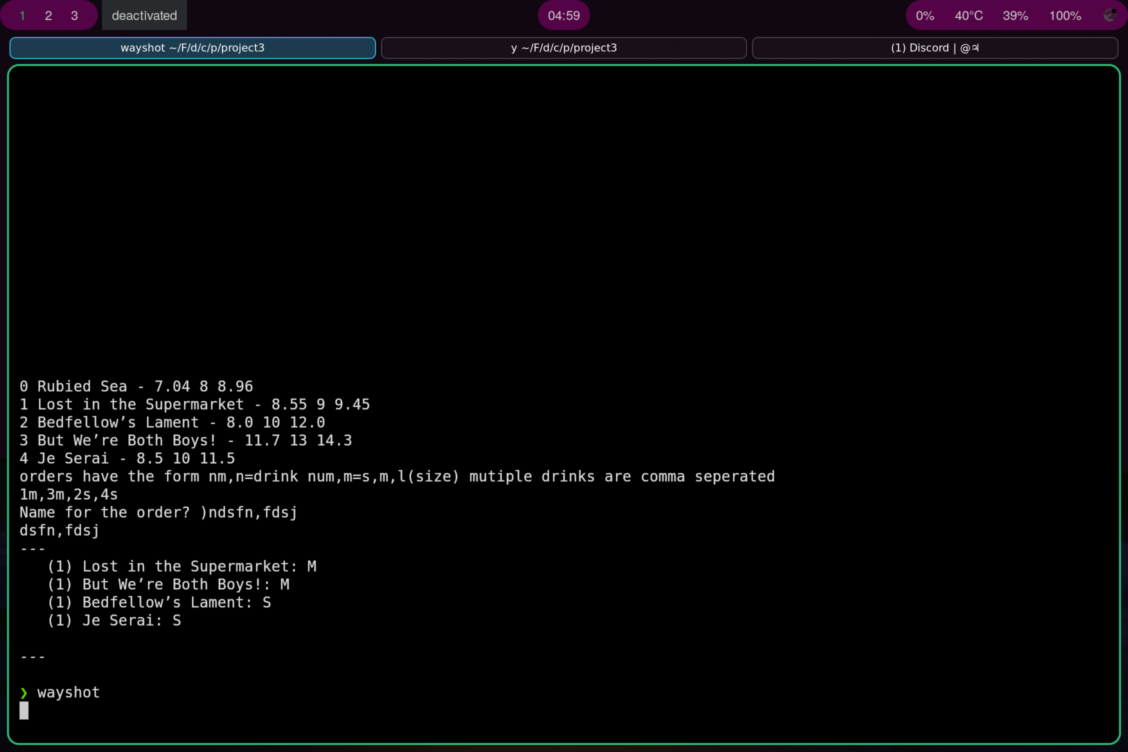 1 2 3 deactivated 04:59 0% 40°C 39% 100%
wayshot ~/F/d/c/p/project3 y ~/F/d/c/p/project3 (1) Discord | @♃
0 Rubied Sea - 7.04 8 8.96
1 Lost in the Supermarket - 8.55 9 9.45
2 Bedfellow’s Lament - 8.0 10 12.0
3 But We’re Both Boys! - 11.7 13 14.3
4 Je Serai - 8.5 10 11.5
orders have the form nm,n=drink num,m=s,m,l(size) mutiple drinks are comma seperated
1m,3m,2s,4s
Name for the order? )ndsfn,fdsj
dsfn,fdsj
---
(1) Lost in the Supermarket: M
(1) But We’re Both Boys!: M
(1) Bedfellow’s Lament: S
(1) Je Serai: S
---
❯ wayshot